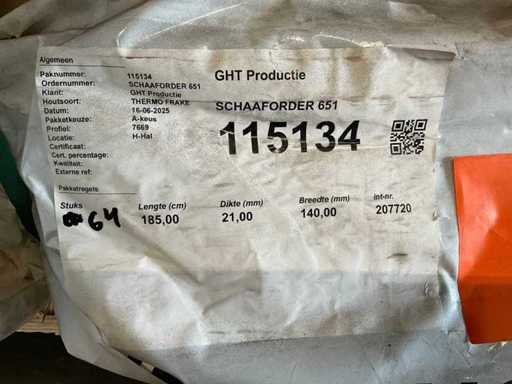 Algemeen
Paknummer: 115134
Ordernummer: SCHAAFORDER 651
Klant: GHT Productie
Houtsoort: THERMO FRAKE
Datum: 16-06-2025
Pakketkeuze: A-keus
Profiel: 7669
Locatie: H-Hal
Certificaat:
Cert. percentage:
Kwaliteit:
Externe ref:
GHT Productie
SCHAAFORDER 651
115134
Pakketregels
Stuks Lengte (cm) Dikte (mm) Breedte (mm) int-nr.
64 185,00 21,00 140,00 207720